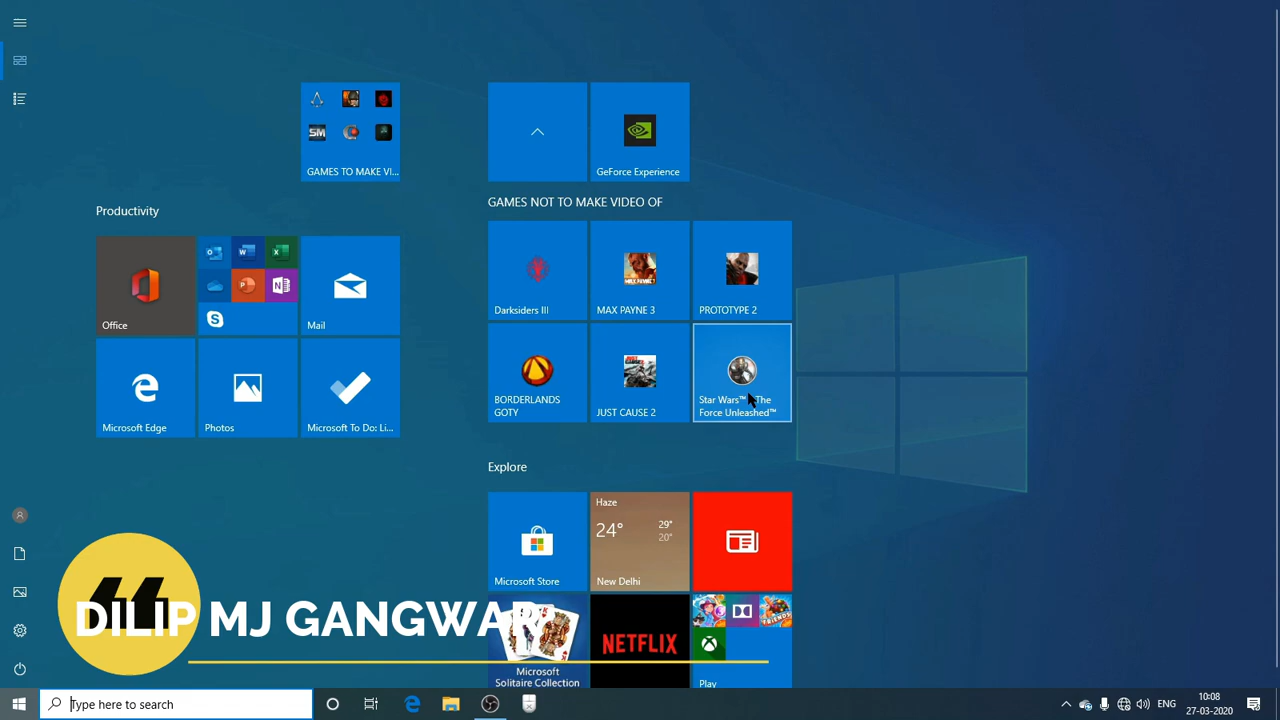 GAMES TO MAKE VI...
GeForce Experience
Productivity
GAMES NOT TO MAKE VIDEO OF
Office
Mail
Darksiders III
MAX PAYNE 3
PROTOTYPE 2
Microsoft Edge
Photos
Microsoft To Do: Li...
BORDERLANDS
GOTY
JUST CAUSE 2
Star Wars™ The
Force Unleashed™
Explore
Microsoft Store
Haze
24°
29°
20°
New Delhi
SM
DILIP MJ GANGWAR
Microsoft
Solitaire Collection
NETFLIX
Play
Type here to search
ENG
10:08
27-03-2020